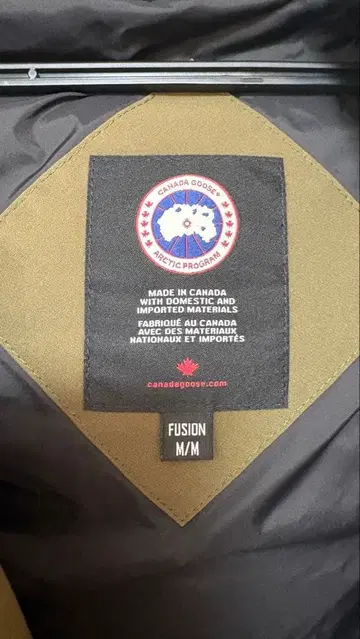 CANADA GOOSE®
ARCTIC PROGRAM
MADE IN CANADA
WITH DOMESTIC AND
IMPORTED MATERIALS
FABRIQUÉ AU CANADA
AVEC DES MATERIAUX
NATIONAUX ET IMPORTÉS
canadagoose.com
FUSION
M/M